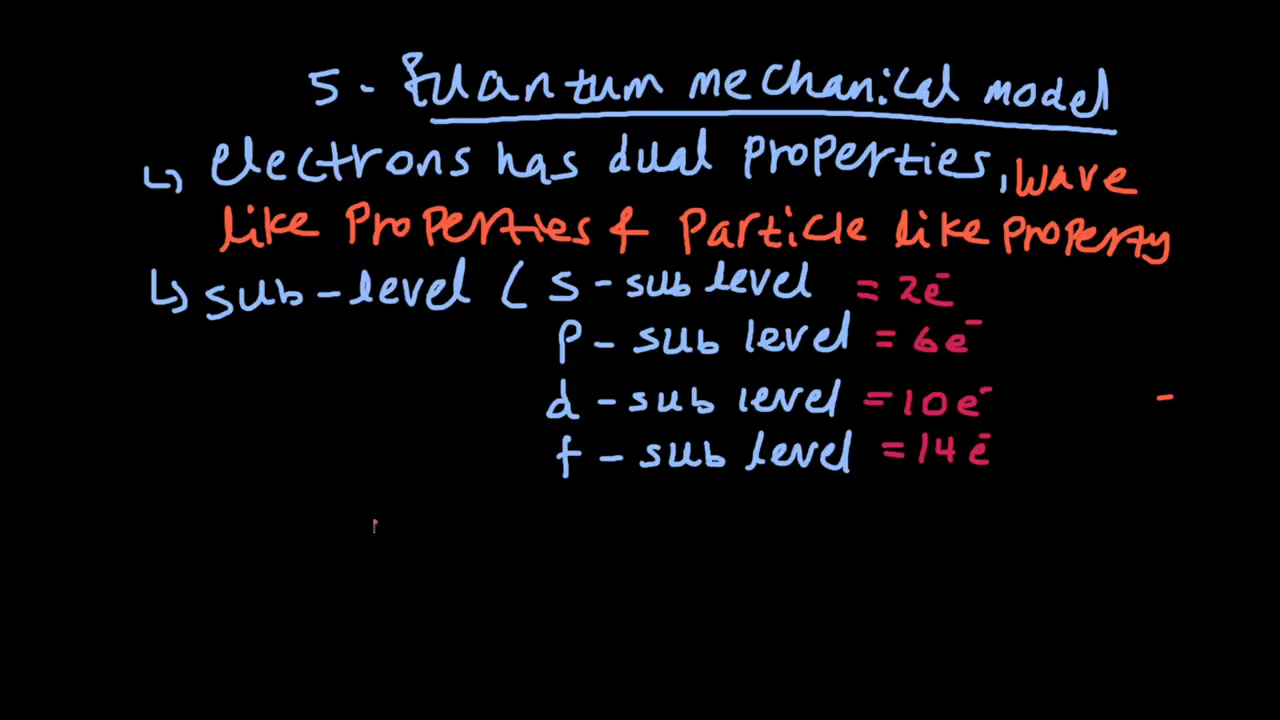 5 - Quantum mechanical model
↳ electrons has dual properties, wave
like properties & particle like property
↳ sub-level ( s - sub level = 2e⁻
p - sub level = 6e⁻
d - sub level = 10e⁻ -
f - sub level = 14e⁻